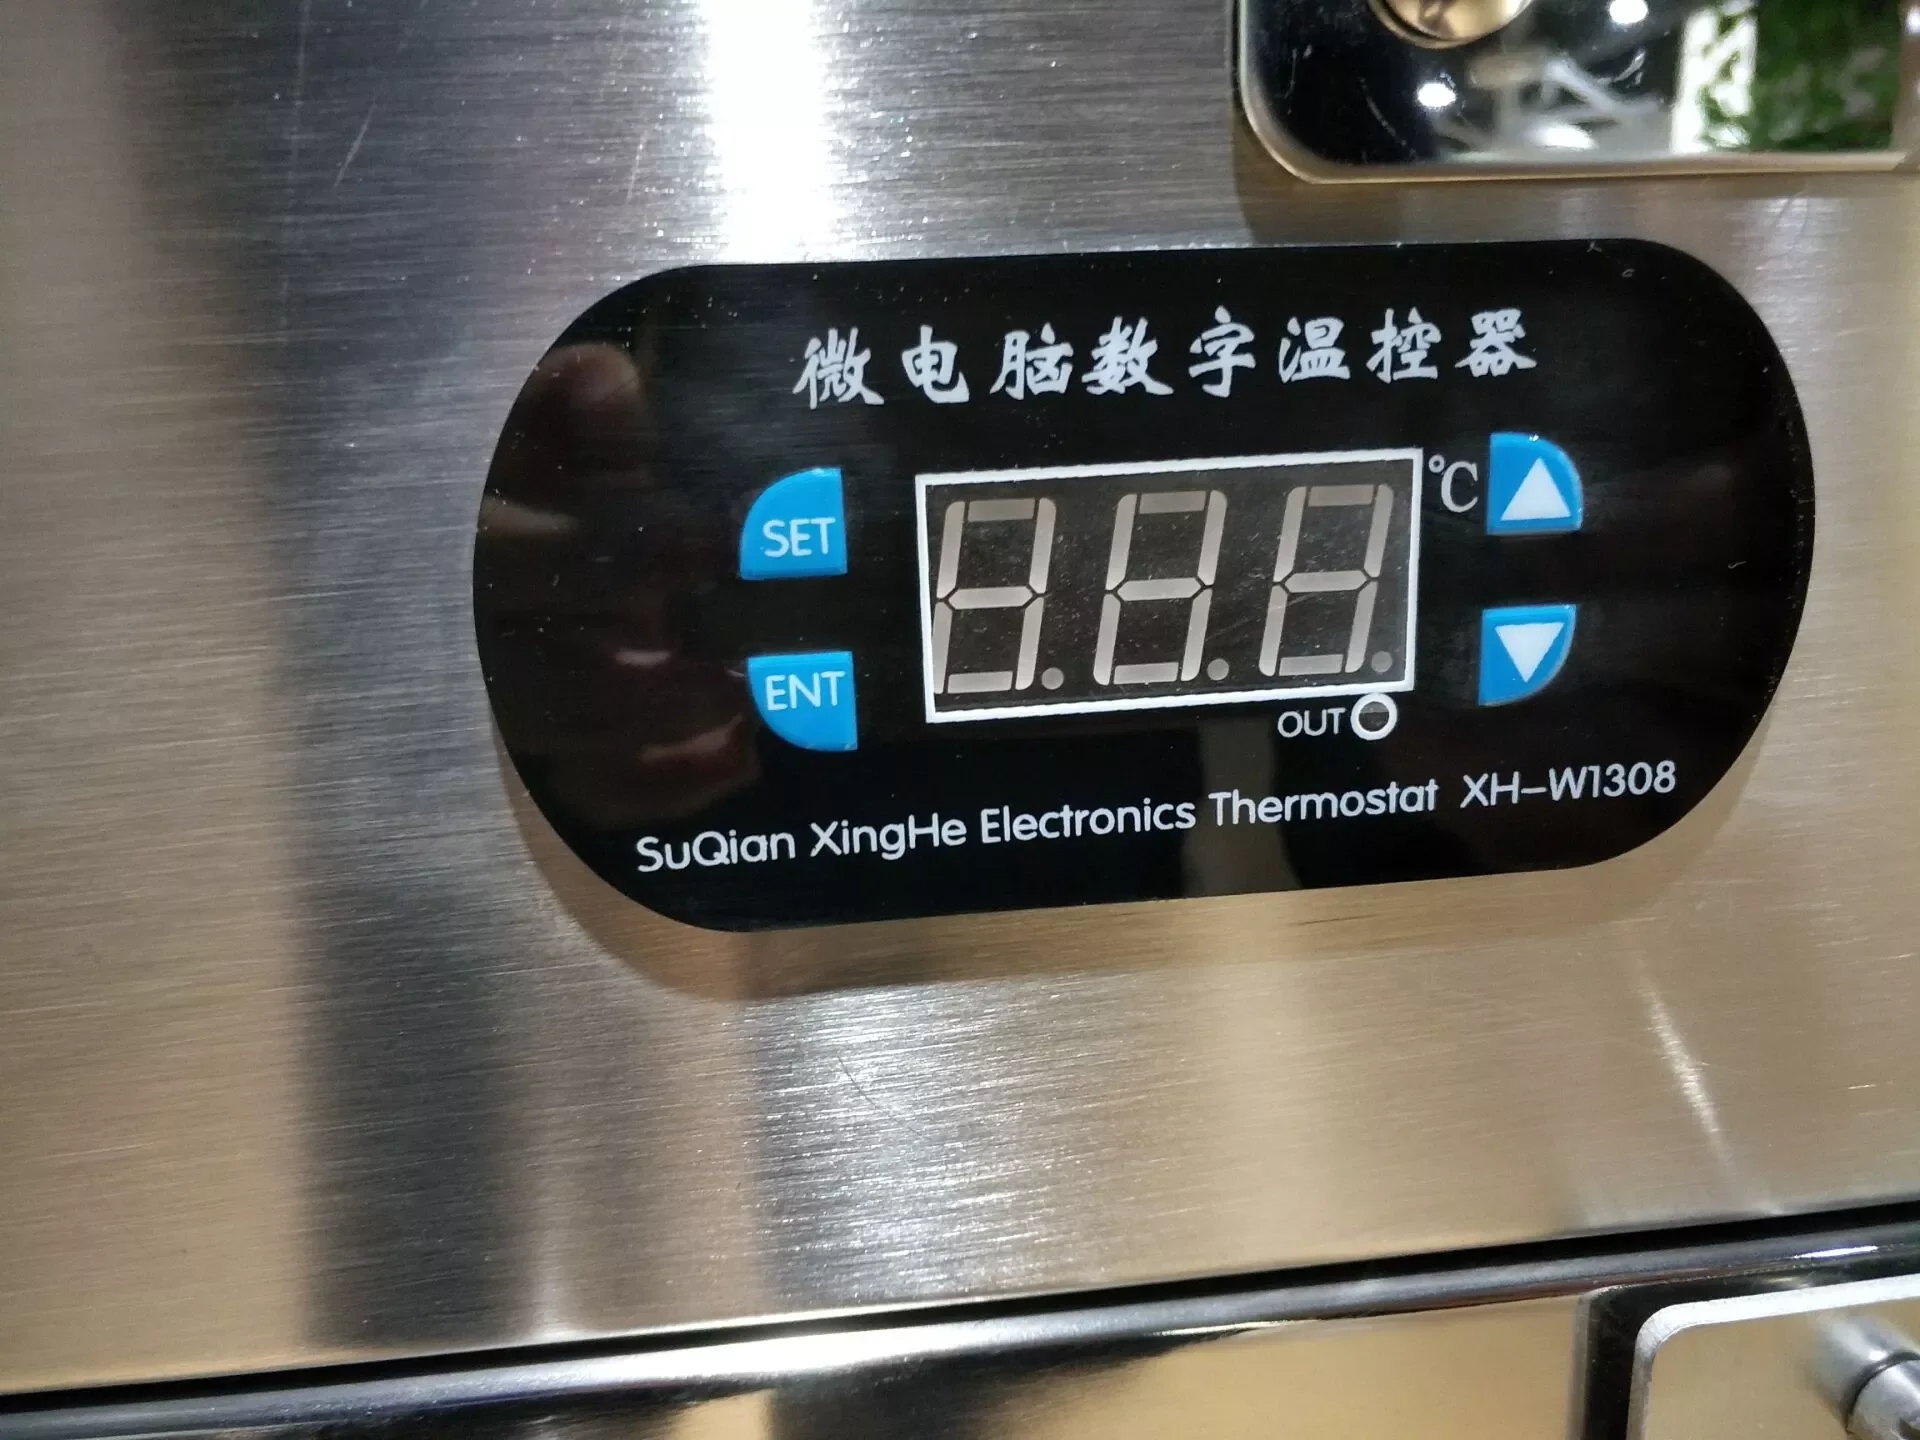 微电脑数字温控器
℃
SET
ENT
OUT
SuQian XingHe Electronics Thermostat XH-W1308